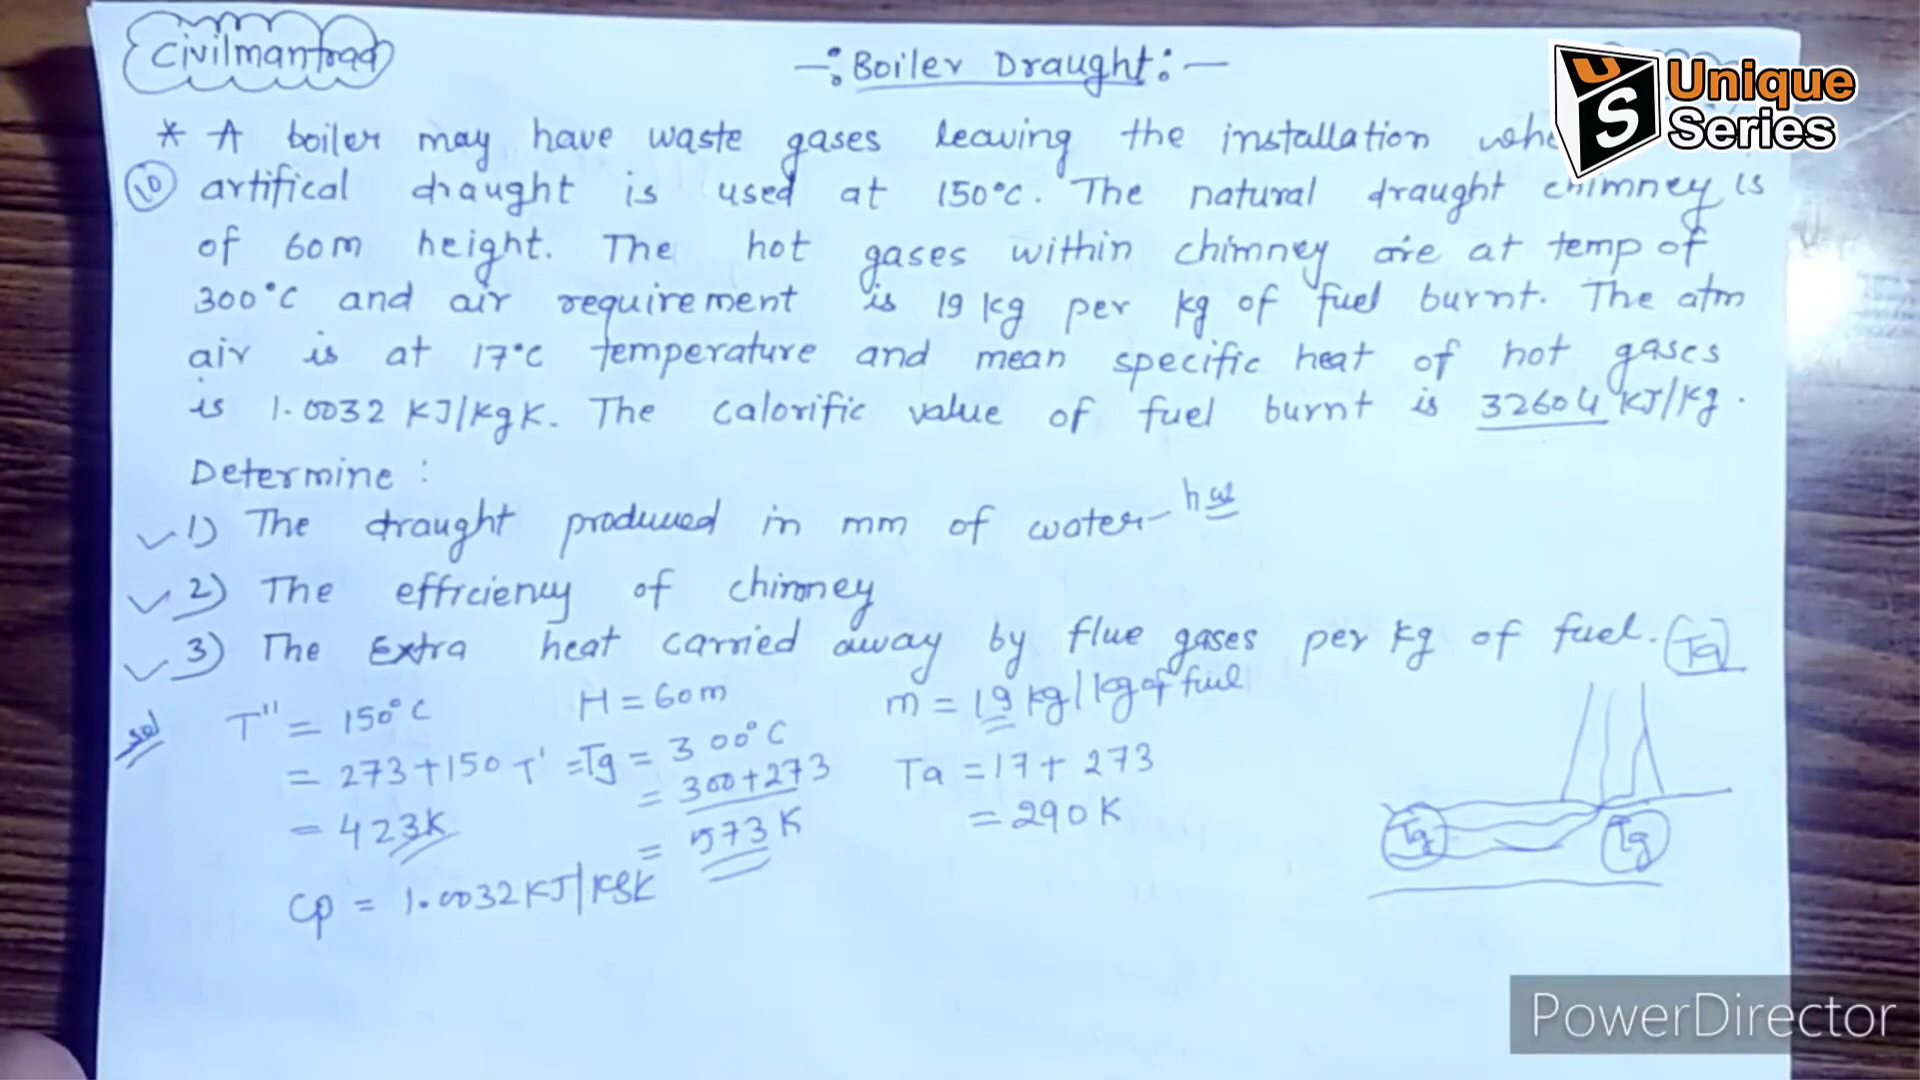 Civilmantraa
-: Boiler Draught :-
Unique
Series
US
* A boiler may have waste gases leaving the installation
10 artifical draught is used at 150°C. The natural draught chimney is
of 60m height. The hot gases within chimney are at temp of
300°C and air requirement is 19 kg per kg of fuel burnt. The atm
air is at 17°C temperature and mean specific heat of hot gases
is 1.0032 KJ/KgK. The calorific value of fuel burnt is 32604 KJ/Kg.
Determine :
1) The draught produced in mm of water - hw
2) The efficiency of chimney
3) The Extra heat carried away by flue gases per kg of fuel.
Ta
Sol T" = 150°C H = 60m m = 19 kg/kg of fuel
= 273+150 T' = Tg = 300°C Ta = 17+273
= 423K = 300+273 = 290K
= 573K
Cp = 1.0032 KJ/KgK
Tg Tg
PowerDirector